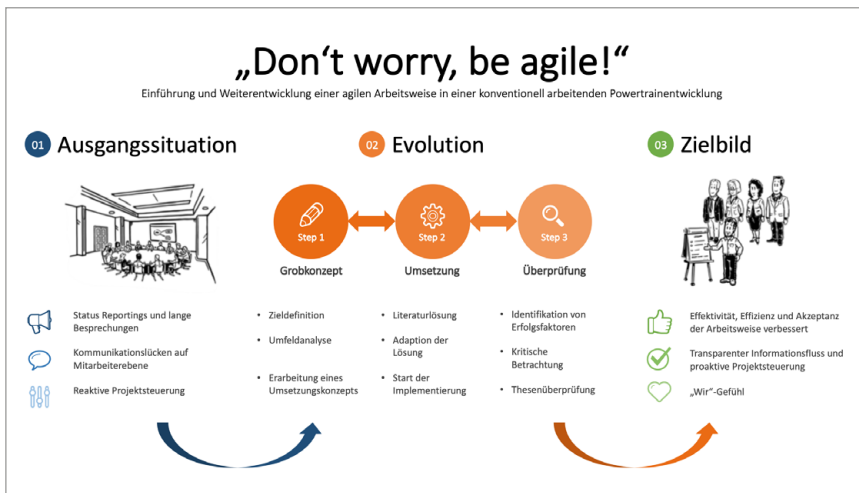 „Don‘t worry, be agile!“
Einführung und Weiterentwicklung einer agilen Arbeitsweise in einer konventionell arbeitenden Powertrainentwicklung
01 Ausgangssituation
Status Reportings und lange
Besprechungen
Kommunikationslücken auf
Mitarbeiterebene
Reaktive Projektsteuerung
02 Evolution
Step 1
Grobkonzept
• Zieldefinition
• Umfeldanalyse
• Erarbeitung eines
Umsetzungskonzepts
Step 2
Umsetzung
• Literaturlösung
• Adaption der
Lösung
• Start der
Implementierung
Step 3
Überprüfung
• Identifikation von
Erfolgsfaktoren
• Kritische
Betrachtung
• Thesenüberprüfung
03 Zielbild
Effektivität, Effizienz und Akzeptanz
der Arbeitsweise verbessert
Transparenter Informationsfluss und
proaktive Projektsteuerung
„Wir“-Gefühl